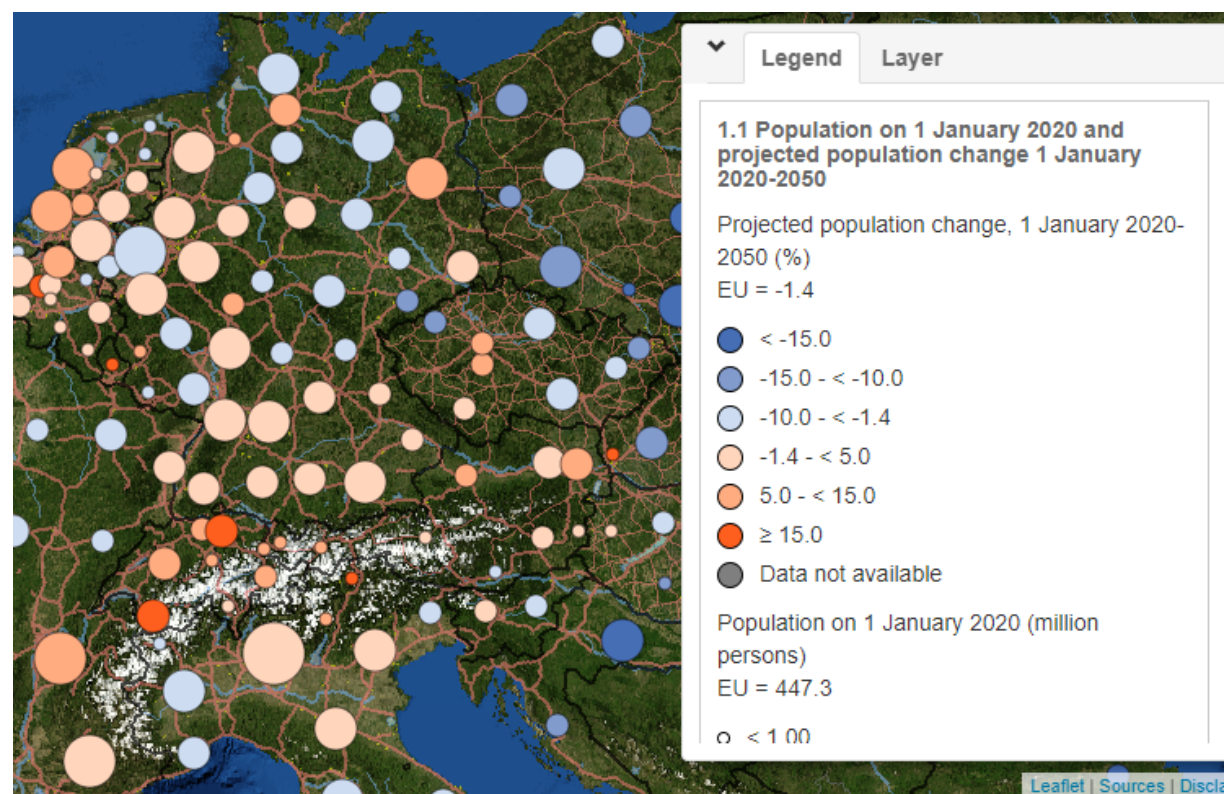 Legend Layer
1.1 Population on 1 January 2020 and
projected population change 1 January
2020-2050
Projected population change, 1 January 2020-
2050 (%)
EU = -1.4
< -15.0
-15.0 - < -10.0
-10.0 - < -1.4
-1.4 - < 5.0
5.0 - < 15.0
≥ 15.0
Data not available
Population on 1 January 2020 (million
persons)
EU = 447.3
< 1.00
Leaflet | Sources | Discla